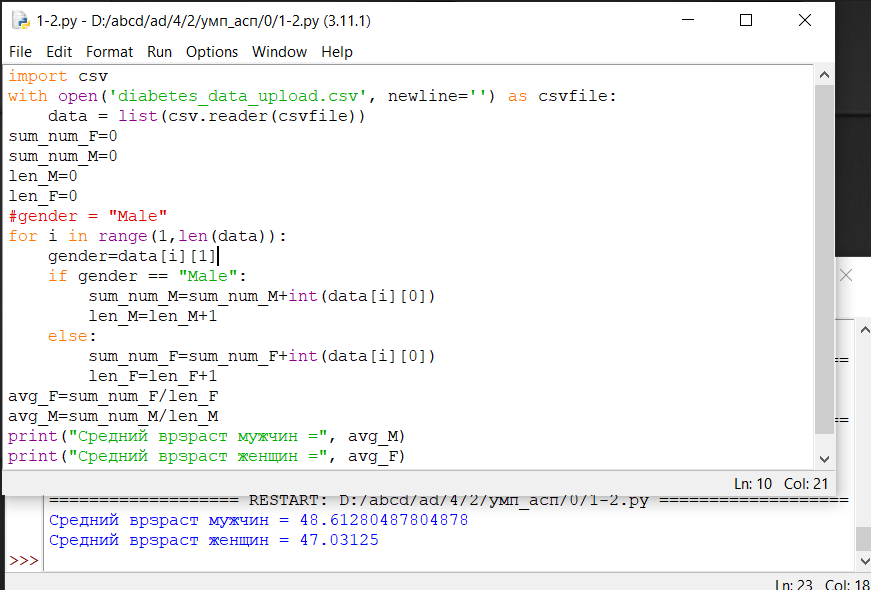 1-2.py - D:/abcd/ad/4/2/умп_асп/0/1-2.py (3.11.1)
File Edit Format Run Options Window Help
import csv
with open('diabetes_data_upload.csv', newline='') as csvfile:
    data = list(csv.reader(csvfile))
sum_num_F=0
sum_num_M=0
len_M=0
len_F=0
#gender = "Male"
for i in range(1,len(data)):
    gender=data[i][1]
    if gender == "Male":
        sum_num_M=sum_num_M+int(data[i][0])
        len_M=len_M+1
    else:
        sum_num_F=sum_num_F+int(data[i][0])
        len_F=len_F+1
avg_F=sum_num_F/len_F
avg_M=sum_num_M/len_M
print("Средний врзраст мужчин =", avg_M)
print("Средний врзраст женщин =", avg_F)
Ln: 10 Col: 21
==
==
=================== RESTART: D:/abcd/ad/4/2/умп_асп/0/1-2.py ===================
Средний врзраст мужчин = 48.61280487804878
Средний врзраст женщин = 47.03125
>>>
Ln: 23 Col: 18